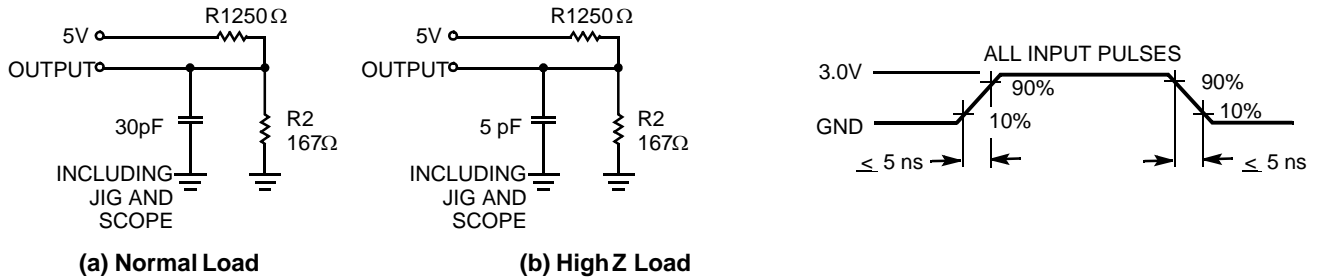 R1250Ω
5V
OUTPUT
30pF
R2
167Ω
INCLUDING
JIG AND
SCOPE
(a) Normal Load
R1250Ω
5V
OUTPUT
5 pF
R2
167Ω
INCLUDING
JIG AND
SCOPE
(b) High Z Load
ALL INPUT PULSES
3.0V
90%
90%
10%
10%
GND
≤ 5 ns
≤ 5 ns